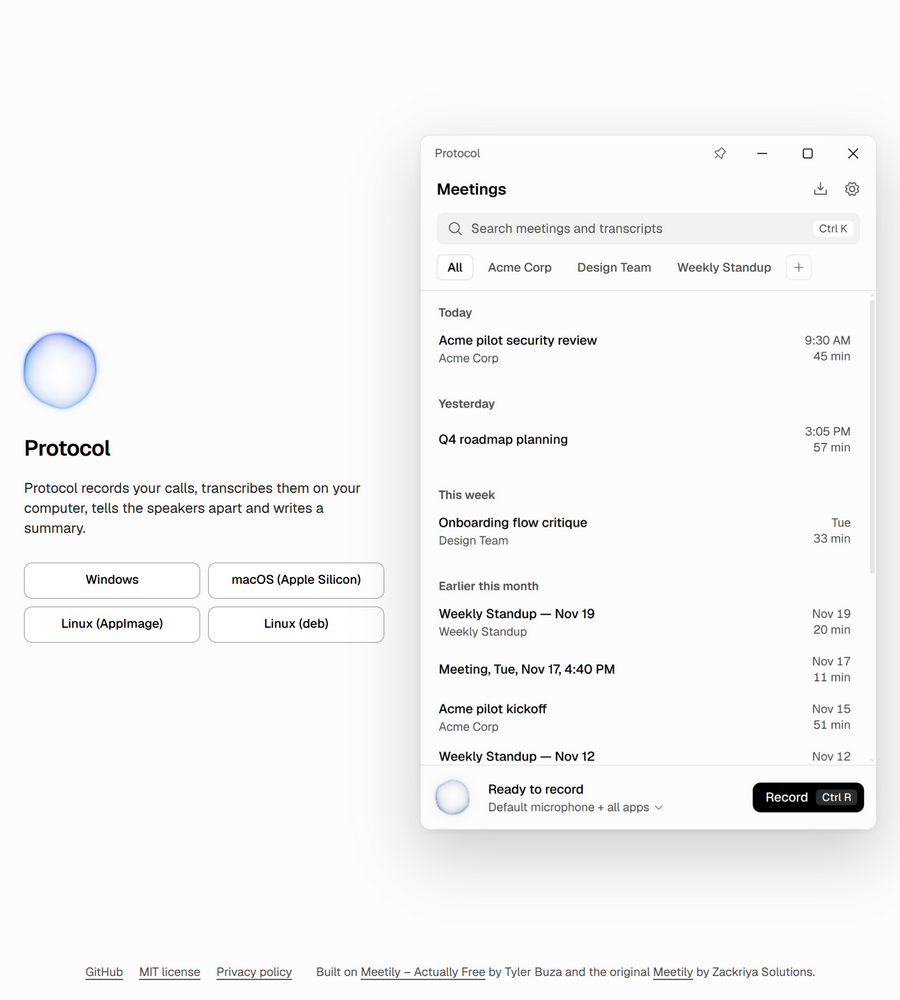 Protocol
Protocol records your calls, transcribes them on your
computer, tells the speakers apart and writes a
summary.
Windows
macOS (Apple Silicon)
Linux (AppImage)
Linux (deb)
Protocol
Meetings
Search meetings and transcripts
Ctrl K
All
Acme Corp
Design Team
Weekly Standup
Today
Acme pilot security review
9:30 AM
Acme Corp
45 min
Yesterday
Q4 roadmap planning
3:05 PM
57 min
This week
Onboarding flow critique
Tue
Design Team
33 min
Earlier this month
Weekly Standup — Nov 19
Nov 19
Weekly Standup
20 min
Meeting, Tue, Nov 17, 4:40 PM
Nov 17
11 min
Acme pilot kickoff
Nov 15
Acme Corp
51 min
Weekly Standup — Nov 12
Nov 12
Ready to record
Default microphone + all apps
Record
Ctrl R
GitHub
MIT license
Privacy policy
Built on Meetily – Actually Free by Tyler Buza and the original Meetily by Zackriya Solutions.